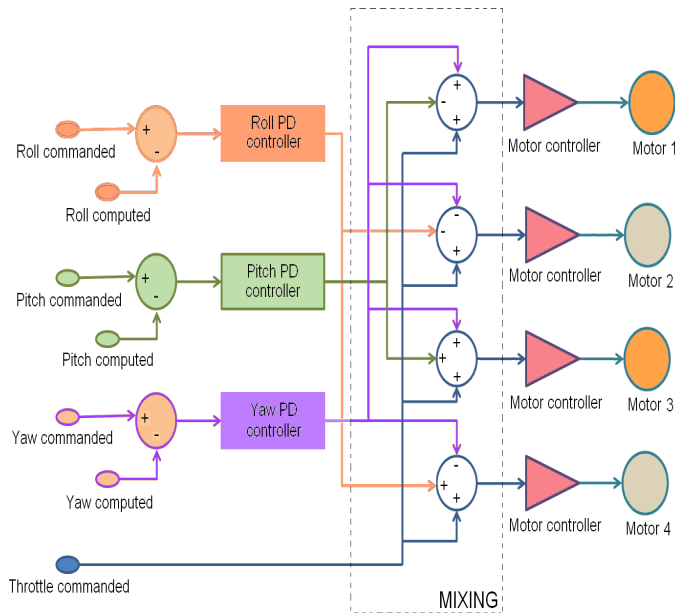 Roll commanded
+
-
Roll computed
Roll PD
controller
+
-
+
Motor controller
Motor 1
-
-
+
Motor controller
Motor 2
Pitch commanded
+
-
Pitch computed
Pitch PD
controller
+
+
+
Motor controller
Motor 3
Yaw commanded
+
-
Yaw computed
Yaw PD
controller
-
+
+
Motor controller
Motor 4
Throttle commanded
MIXING